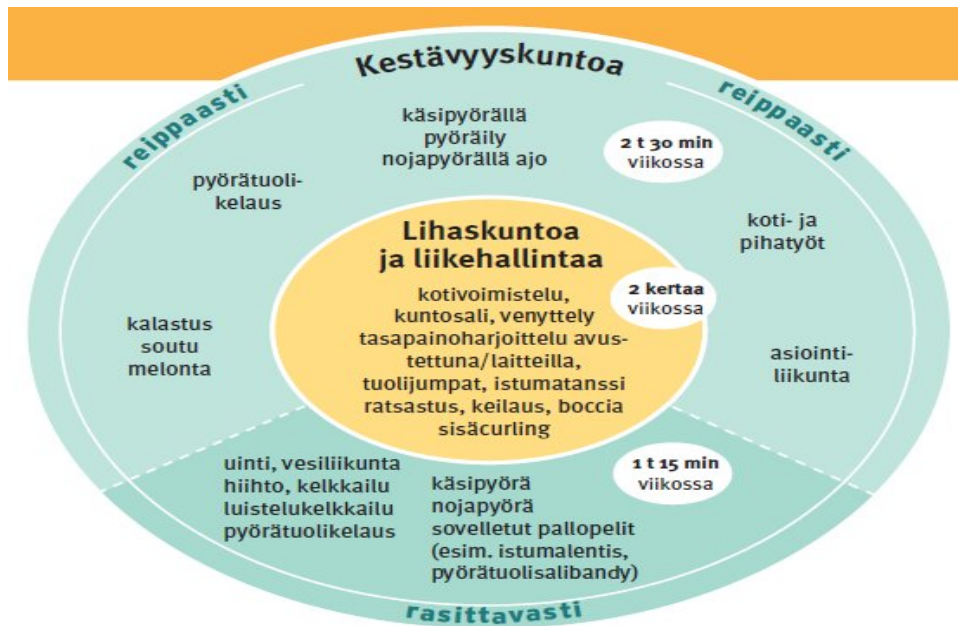 Kestävyyskuntoa
reippaasti
reippaasti
käsipyörällä
pyöräily
nojapyörällä ajo
2 t 30 min
viikossa
pyörätuoli-
kelaus
koti- ja
pihatyöt
Lihaskuntoa
ja liikehallintaa
2 kertaa
viikossa
kotivoimistelu,
kuntosali, venyttely
tasapainoharjoittelu avus-
tettuna/laitteilla,
tuolijumpat, istumatanssi
ratsastus, keilaus, boccia
sisäcurling
kalastus
soutu
melonta
asiointi-
liikunta
uinti, vesiliikunta
hiihto, kelkkailu
luistelukelkkailu
pyörätuolikelaus
käsipyörä
nojapyörä
sovelletut pallopelit
(esim. istumalentis,
pyörätuolisalibandy)
1 t 15 min
viikossa
rasittavasti